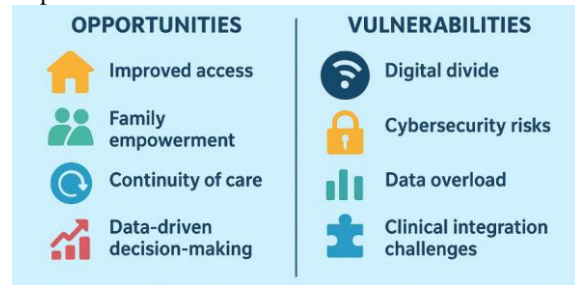 OPPORTUNITIES
Improved access
Family
empowerment
Continuity of care
Data-driven
decision-making
VULNERABILITIES
Digital divide
Cybersecurity risks
Data overload
Clinical integration
challenges